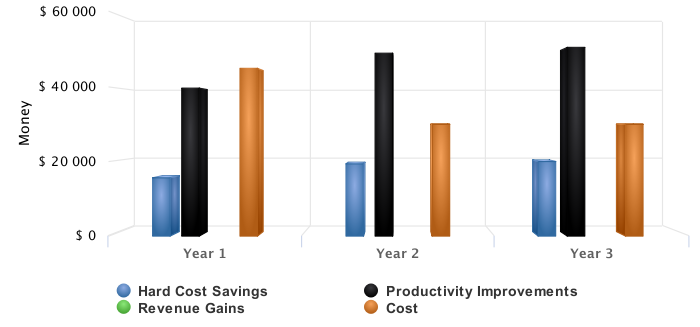 $ 60 000
$ 40 000
$ 20 000
$ 0
Money
Year 1
Year 2
Year 3
Hard Cost Savings
Productivity Improvements
Revenue Gains
Cost